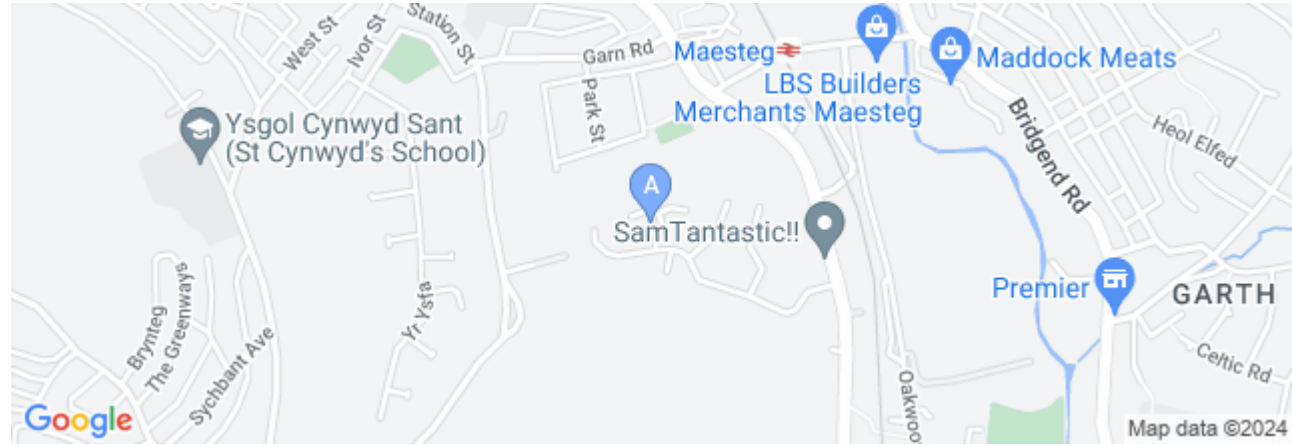 West St
Ivor St
Station St
Garn Rd
Park St
Maesteg
LBS Builders
Merchants Maesteg
Maddock Meats
Bridgend Rd
Heol Elfed
Ysgol Cynwyd Sant
(St Cynwyd's School)
A
SamTantastic!!
Premier
GARTH
Celtic Rd
Brynteg
The Greenways
Sychbant Ave
Yr Ysfa
Oakwoo
Google
Map data ©2024